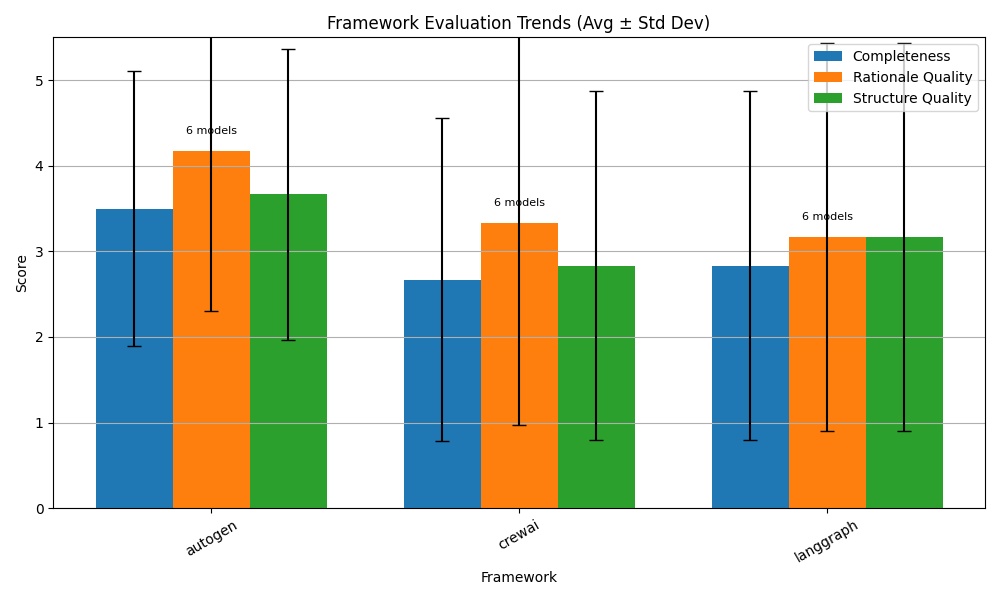 Framework Evaluation Trends (Avg ± Std Dev)
Completeness
Rationale Quality
Structure Quality
Score
5
4
3
2
1
0
6 models
6 models
6 models
autogen
crewai
langgraph
Framework